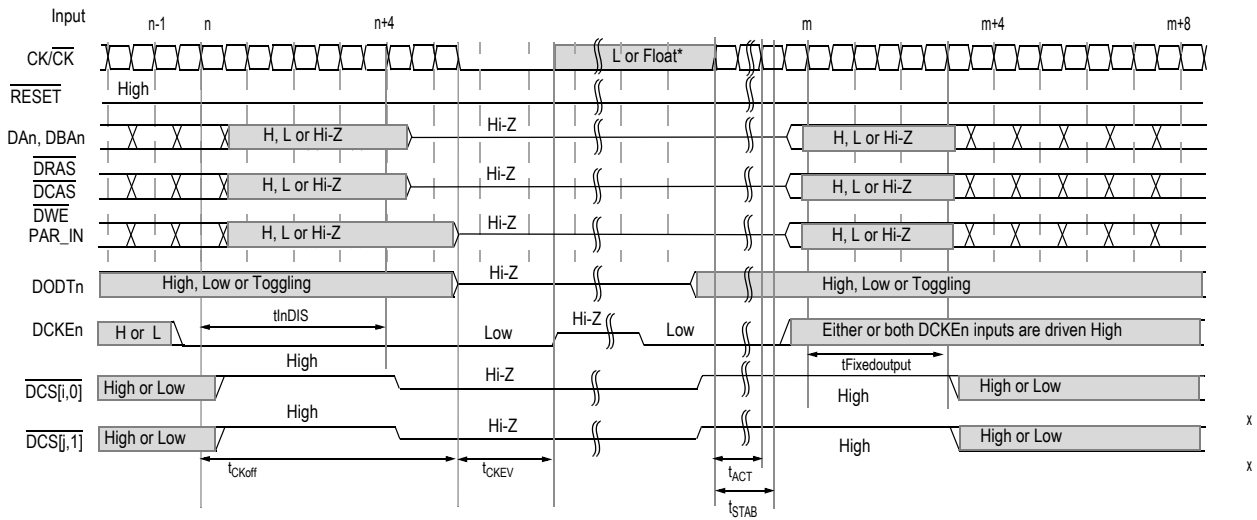 Input
n-1 n n+4 m m+4 m+8
CK/CK L or Float*
RESET High
DAn, DBAn H, L or Hi-Z Hi-Z H, L or Hi-Z
DRAS
DCAS H, L or Hi-Z Hi-Z H, L or Hi-Z
DWE
PAR_IN H, L or Hi-Z Hi-Z H, L or Hi-Z
DODTn High, Low or Toggling Hi-Z High, Low or Toggling
DCKEn H or L tInDIS Low Hi-Z Low Either or both DCKEn inputs are driven High
tFixedoutput
DCS[i,0] High or Low High Hi-Z High High or Low
DCS[j,1] High or Low High Hi-Z High High or Low
x
tCKoff tCKEV tACT
x
tSTAB